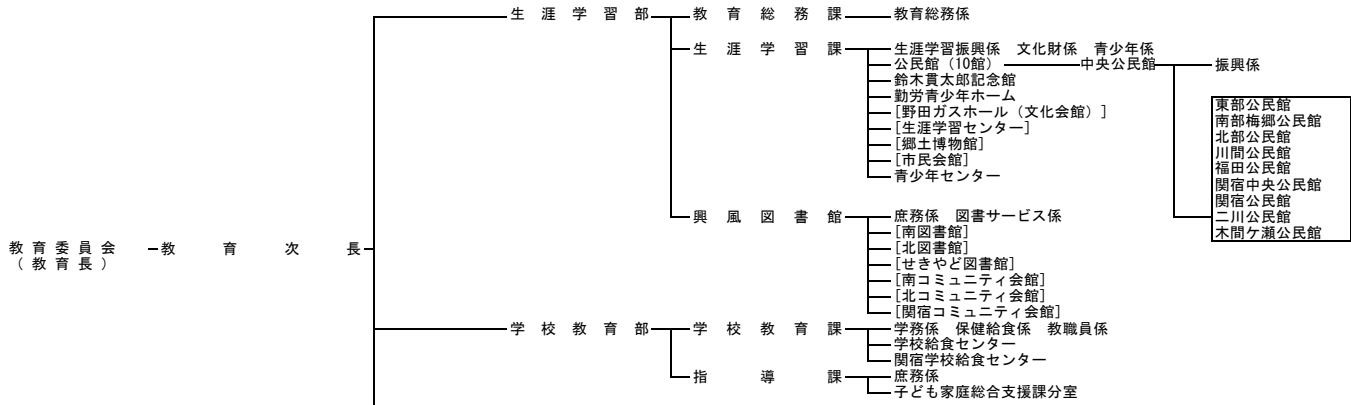 生涯学習部 教育総務課 教育総務係
生涯学習課 生涯学習振興係 文化財係 青少年係
公民館（10館） 中央公民館 振興係
鈴木貫太郎記念館
勤労青少年ホーム
[野田ガスホール（文化会館）]
[生涯学習センター]
[郷土博物館]
[市民会館]
青少年センター
東部公民館
南部梅郷公民館
北部公民館
川間公民館
福田公民館
関宿中央公民館
関宿公民館
二川公民館
木間ケ瀬公民館
興風図書館 庶務係 図書サービス係
[南図書館]
[北図書館]
[せきやど図書館]
[南コミュニティ会館]
[北コミュニティ会館]
[関宿コミュニティ会館]
教育委員会 教育次長
（教育長）
学校教育部 学校教育課 学務係 保健給食係 教職員係
学校給食センター
関宿学校給食センター
指導課 庶務係
子ども家庭総合支援課分室